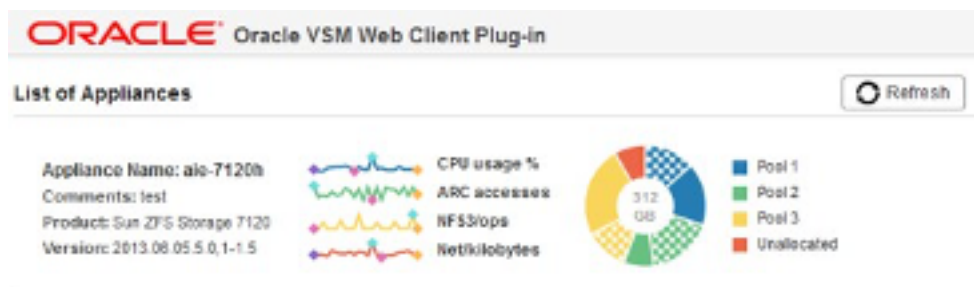 ORACLE® Oracle VSM Web Client Plug-in
List of Appliances
Refresh
Appliance Name: aie-7120h
Comments: test
Product: Sun ZFS Storage 7120
Version: 2013.06.05.5.0,1-1.5
CPU usage %
ARC accesses
NFS3/ops
Net/kilobytes
312
GB
Pool 1
Pool 2
Pool 3
Unallocated